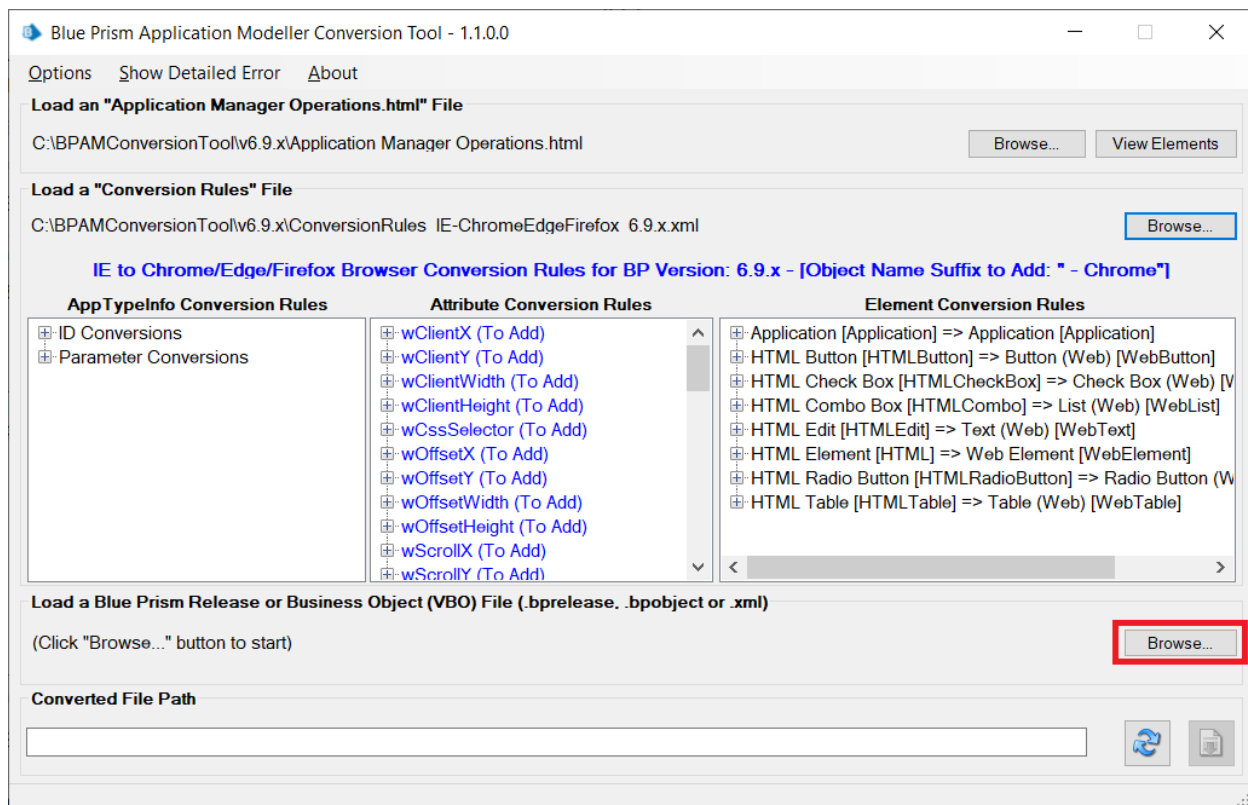 Blue Prism Application Modeller Conversion Tool - 1.1.0.0
Options Show Detailed Error About
Load an "Application Manager Operations.html" File
C:\BPAMConversionTool\v6.9.x\Application Manager Operations.html
Browse... View Elements
Load a "Conversion Rules" File
C:\BPAMConversionTool\v6.9.x\ConversionRules IE-ChromeEdgeFirefox 6.9.x.xml
Browse...
IE to Chrome/Edge/Firefox Browser Conversion Rules for BP Version: 6.9.x - [Object Name Suffix to Add: " - Chrome"]
AppTypeInfo Conversion Rules
ID Conversions
Parameter Conversions
Attribute Conversion Rules
wClientX (To Add)
wClientY (To Add)
wClientWidth (To Add)
wClientHeight (To Add)
wCssSelector (To Add)
wOffsetX (To Add)
wOffsetY (To Add)
wOffsetWidth (To Add)
wOffsetHeight (To Add)
wScrollX (To Add)
wScrollY (To Add)
Element Conversion Rules
Application [Application] => Application [Application]
HTML Button [HTMLButton] => Button (Web) [WebButton]
HTML Check Box [HTMLCheckBox] => Check Box (Web) [W
HTML Combo Box [HTMLCombo] => List (Web) [WebList]
HTML Edit [HTMLEdit] => Text (Web) [WebText]
HTML Element [HTML] => Web Element [WebElement]
HTML Radio Button [HTMLRadioButton] => Radio Button (W
HTML Table [HTMLTable] => Table (Web) [WebTable]
Load a Blue Prism Release or Business Object (VBO) File (.bprelease, .bpobject or .xml)
(Click "Browse..." button to start)
Browse...
Converted File Path